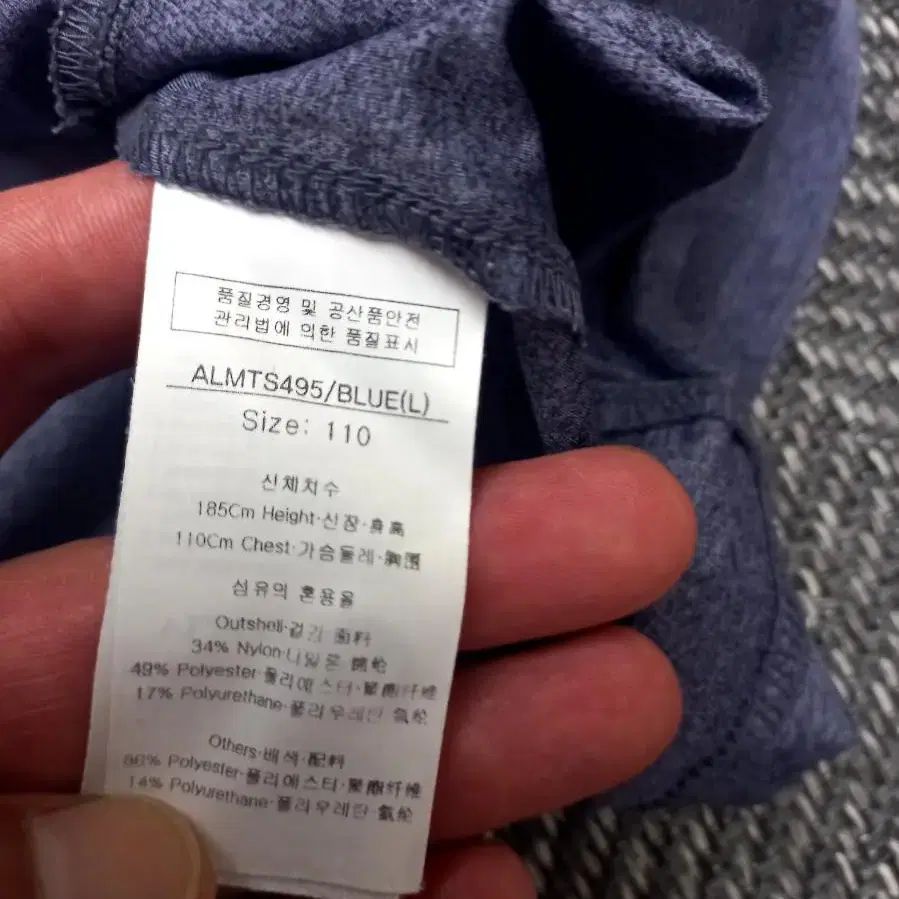 품질경영 및 공산품안전
관리법에 의한 품질표시
ALMTS495/BLUE(L)
Size: 110
신체치수
185Cm Height·신장·身高
110Cm Chest·가슴둘레·胸围
섬유의 혼용율
Outshell·겉감·面料
34% Nylon·나일론·锦纶
49% Polyester·폴리에스터·聚酯纤维
17% Polyurethane·폴리우레탄·氨纶
Others·배색·配料
86% Polyester·폴리에스터·聚酯纤维
14% Polyurethane·폴리우레탄·氨纶